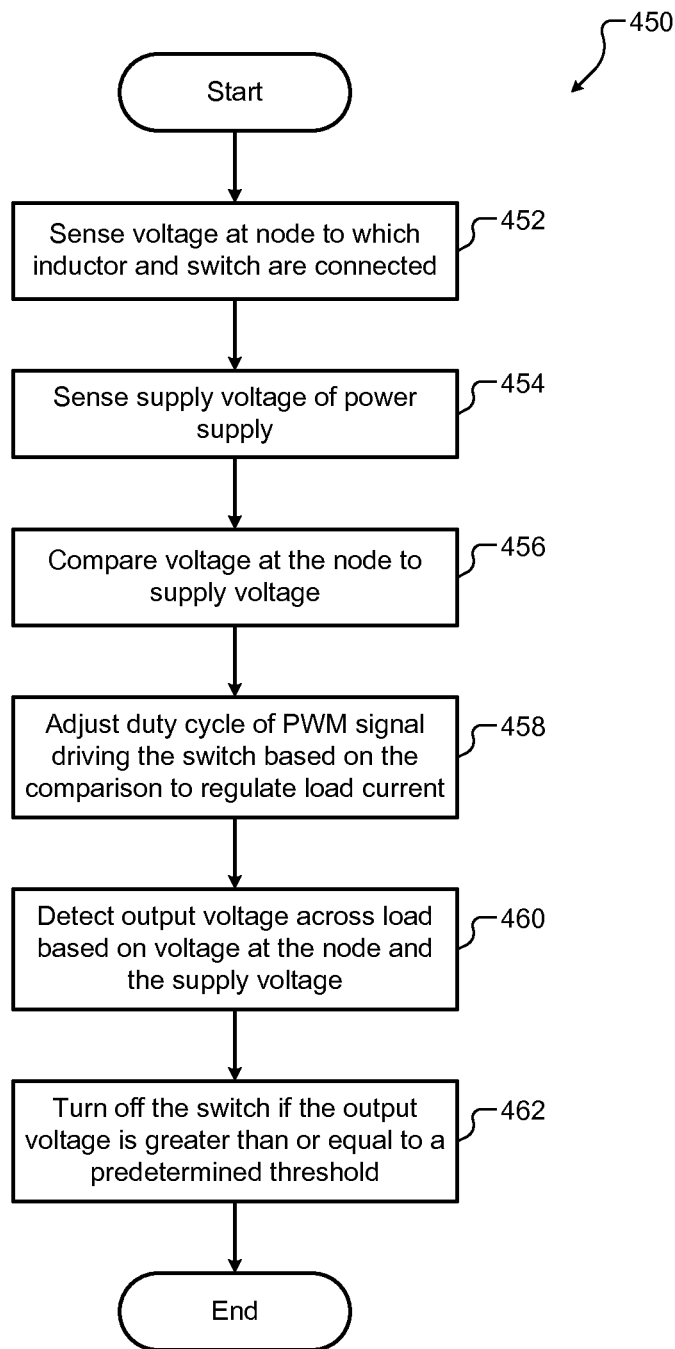 450
Start
Sense voltage at node to which
inductor and switch are connected
452
Sense supply voltage of power
supply
454
Compare voltage at the node to
supply voltage
456
Adjust duty cycle of PWM signal
driving the switch based on the
comparison to regulate load current
458
Detect output voltage across load
based on voltage at the node and
the supply voltage
460
Turn off the switch if the output
voltage is greater than or equal to a
predetermined threshold
462
End